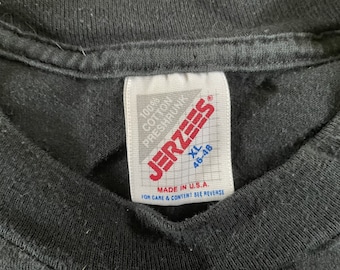 100%
COTTON
PRESHRUNK
JERZEES®
XL
46-48
MADE IN U.S.A.
FOR CARE & CONTENT SEE REVERSE